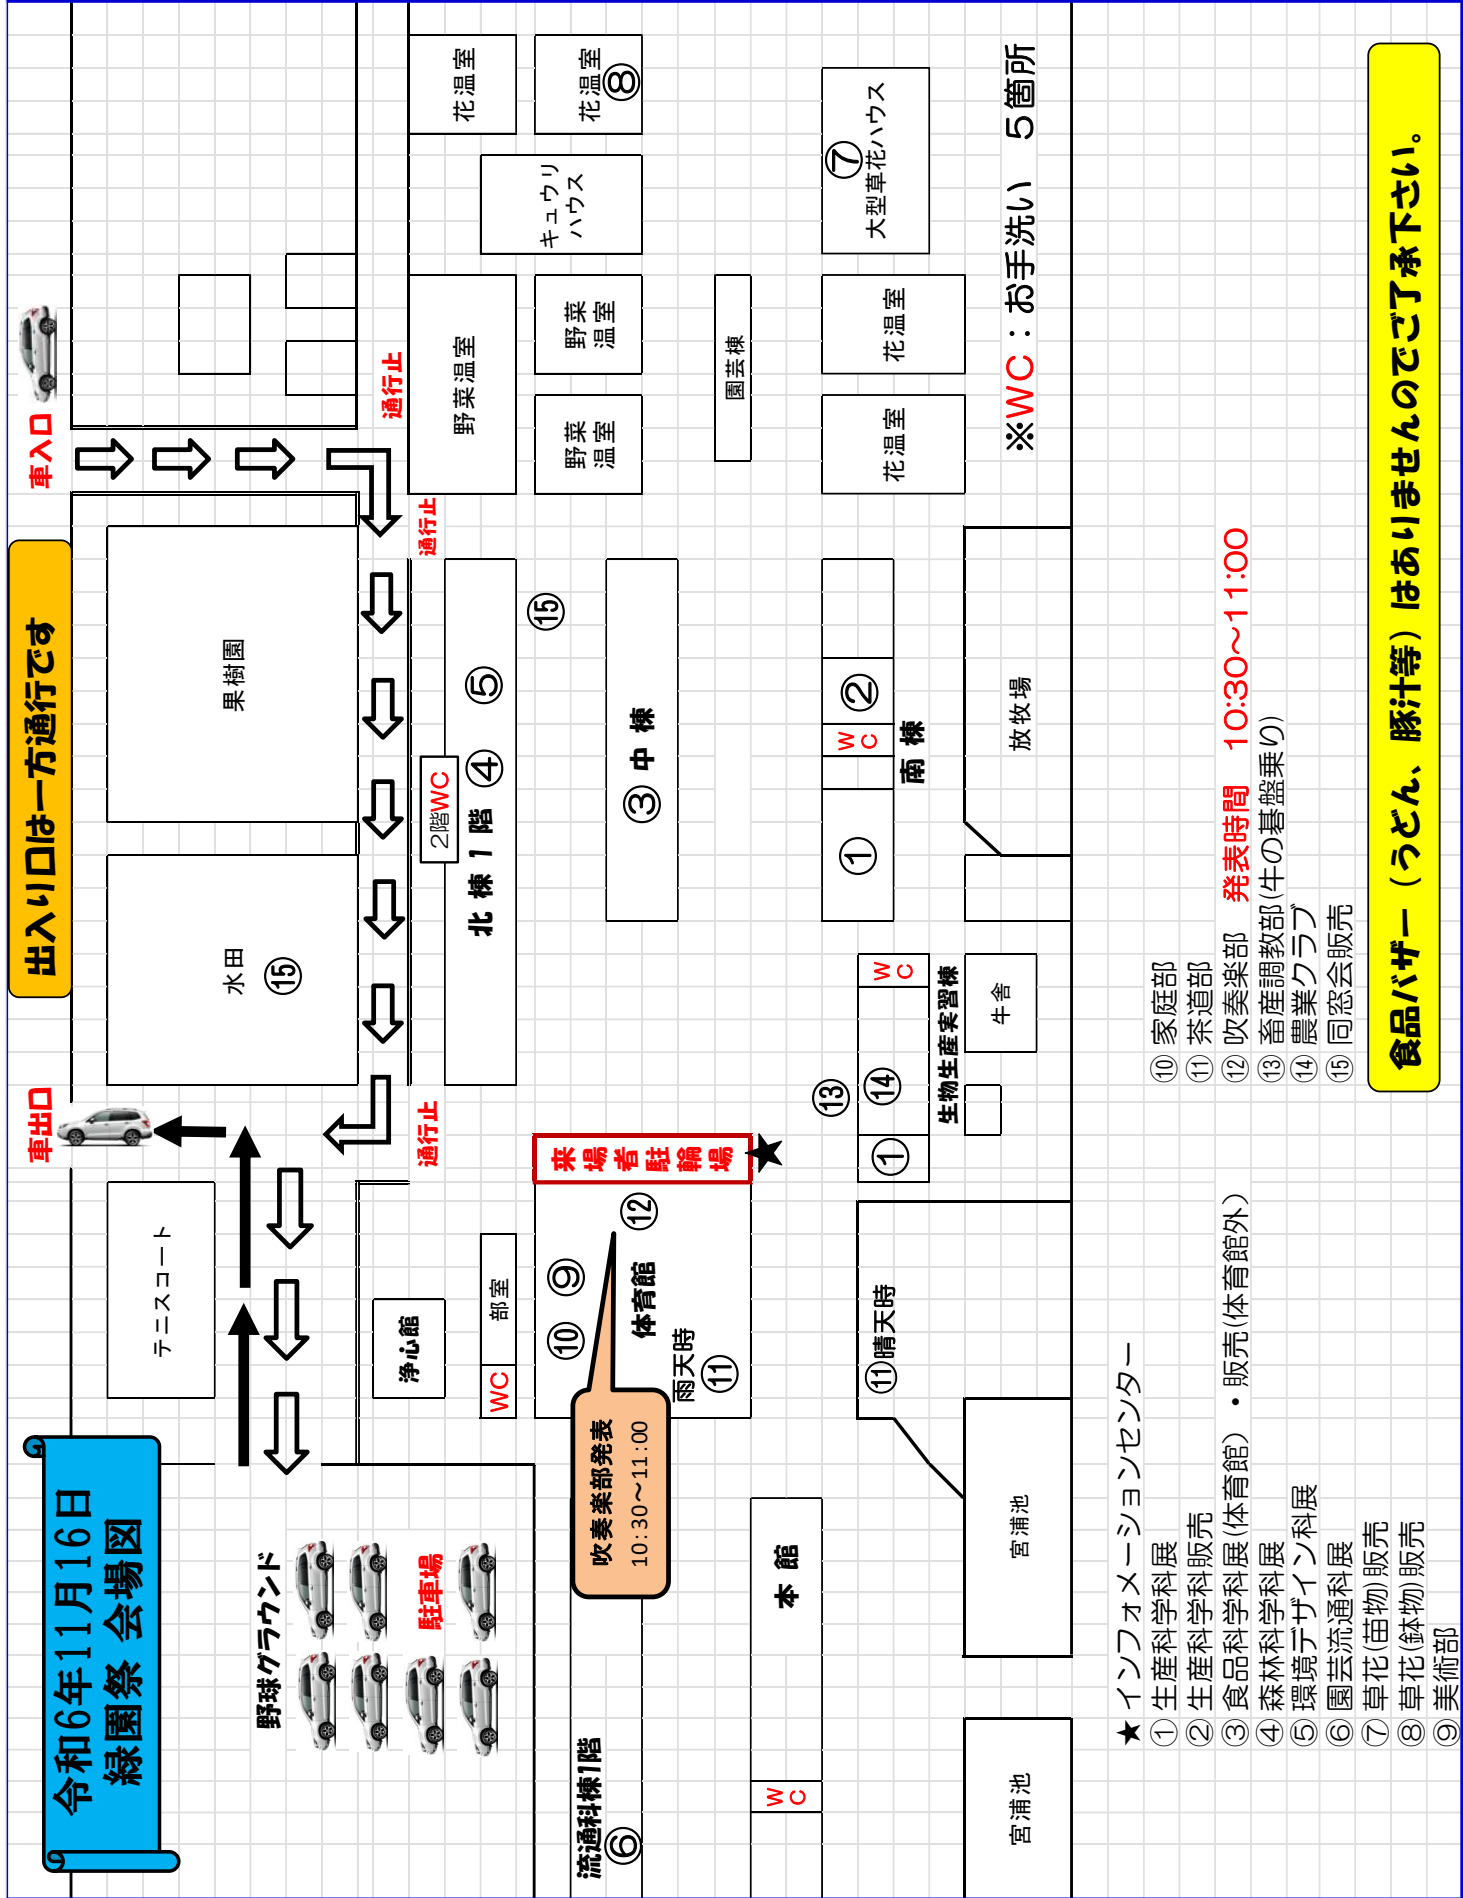 令和6年11月16日
緑園祭 会場図
出入り口は一方通行です
車出口
車入口
テニスコート
水田
⑮
果樹園
野球グラウンド
駐車場
浄心館
通行止
通行止
通行止
WC
部室
2階WC
北棟1階
④
⑤
⑮
野菜温室
花温室
キュウリ
ハウス
野菜
温室
野菜
温室
花温室
⑧
流通科棟1階
⑥
吹奏楽部発表
10:30~11:00
⑩
⑨
⑫
体育館
雨天時
⑪
来場者駐輪場
★
③
中棟
園芸棟
WC
本館
⑪晴天時
⑬
①
⑭
WC
生物生産実習棟
①
WC
②
南棟
花温室
花温室
⑦
大型草花ハウス
宮浦池
宮浦池
牛舎
放牧場
※WC:お手洗い 5箇所
★インフォメーションセンター
①生産科学科展
②生産科学科販売
③食品科学科展(体育館)・販売(体育館外)
④森林科学科展
⑤環境デザイン科展
⑥園芸流通科展
⑦草花(苗物)販売
⑧草花(鉢物)販売
⑨美術部
⑩家庭部
⑪茶道部
⑫吹奏楽部 発表時間 10:30~11:00
⑬畜産調教部(牛の碁盤乗り)
⑭農業クラブ
⑮同窓会販売
食品バザー(うどん、豚汁等)はありませんのでご了承下さい。